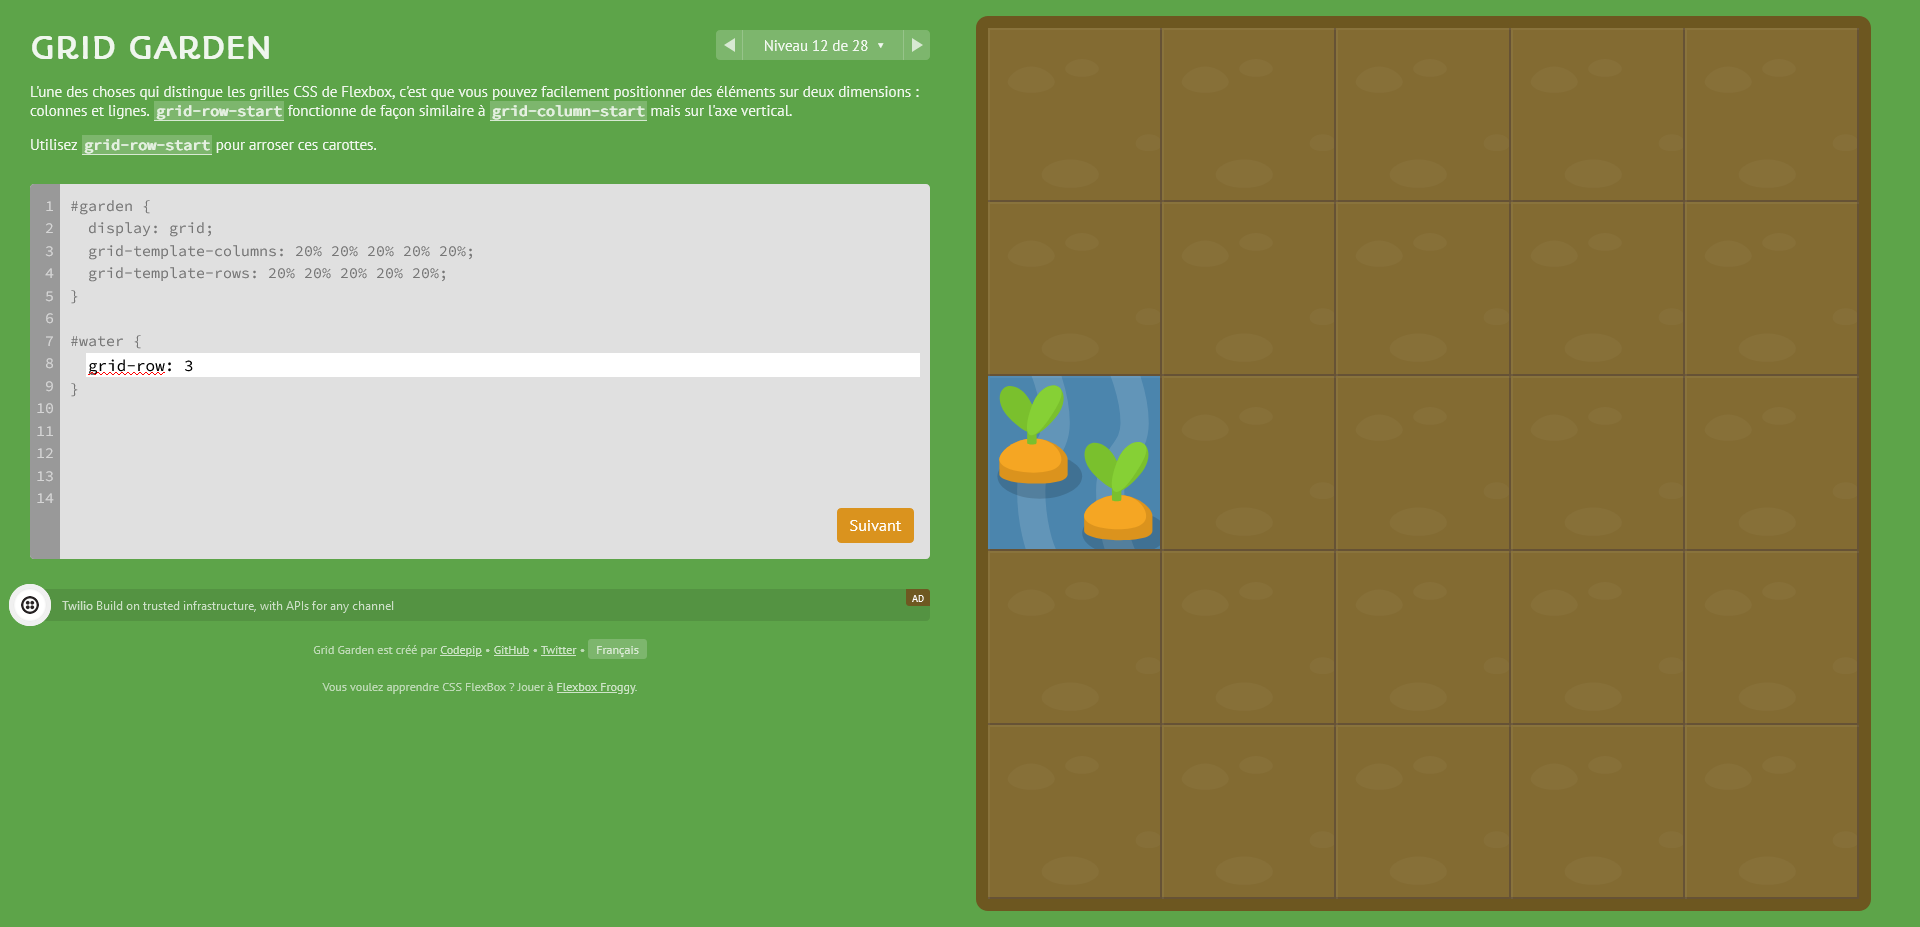 GRID GARDEN
Niveau 12 de 28 ▾
L'une des choses qui distingue les grilles CSS de Flexbox, c'est que vous pouvez facilement positionner des éléments sur deux dimensions :
colonnes et lignes. grid-row-start fonctionne de façon similaire à grid-column-start mais sur l'axe vertical.
Utilisez grid-row-start pour arroser ces carottes.
1 #garden {
2 display: grid;
3 grid-template-columns: 20% 20% 20% 20% 20%;
4 grid-template-rows: 20% 20% 20% 20% 20%;
5 }
6
7 #water {
8 grid-row: 3
9 }
10
11
12
13
14
Suivant
Twilio Build on trusted infrastructure, with APIs for any channel
AD
Grid Garden est créé par Codepip • GitHub • Twitter • Français
Vous voulez apprendre CSS FlexBox ? Jouer à Flexbox Froggy.